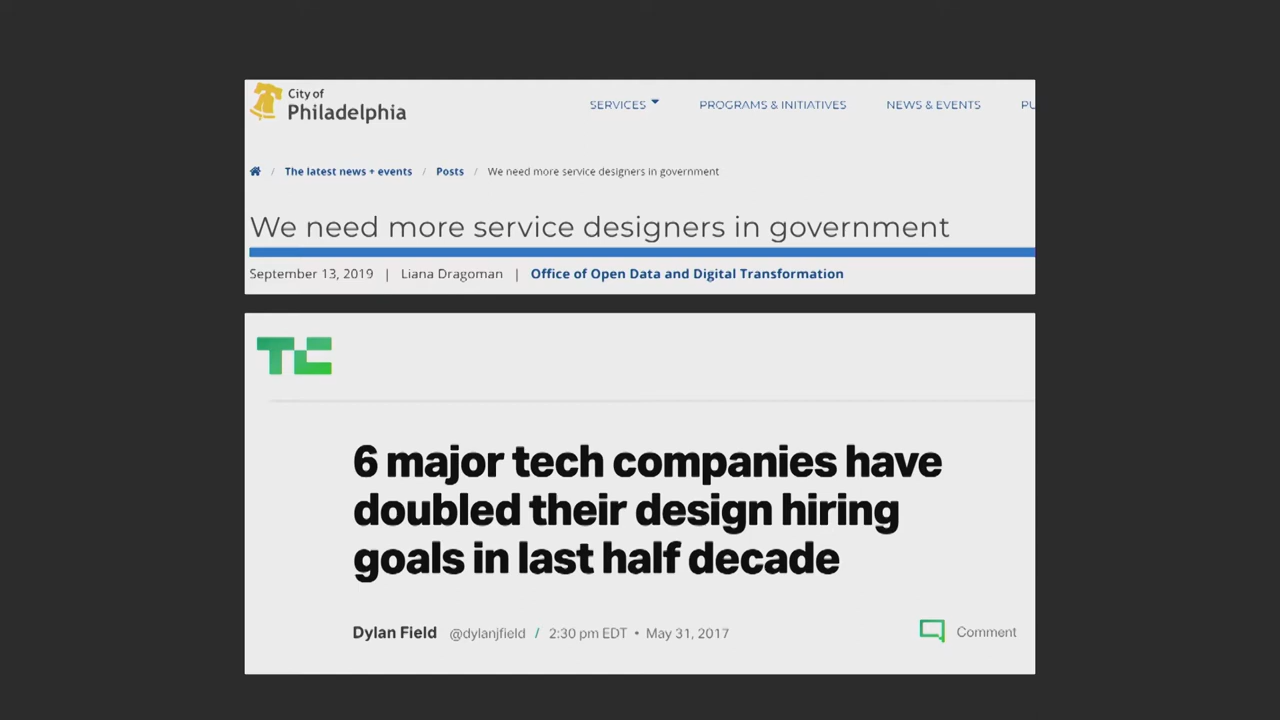 City of
Philadelphia
SERVICES PROGRAMS & INITIATIVES NEWS & EVENTS PU
/ The latest news + events / Posts / We need more service designers in government
We need more service designers in government
September 13, 2019 | Liana Dragoman | Office of Open Data and Digital Transformation
TC
6 major tech companies have
doubled their design hiring
goals in last half decade
Dylan Field @dylanjfield / 2:30 pm EDT • May 31, 2017 Comment